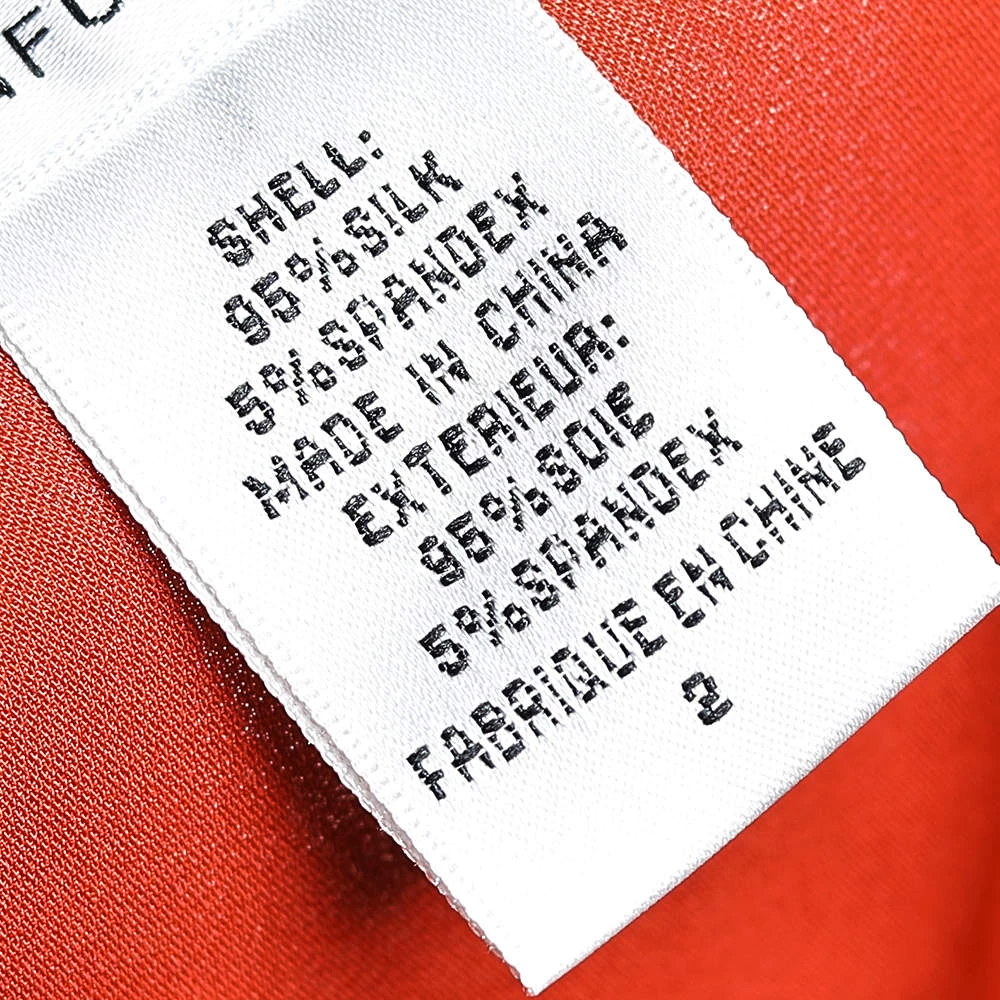 SHELL:
95%SILK
5%SPANDEX
MADE IN CHINA
EXTERIEUR:
95%SOIE
5%SPANDEX
FABRIQUE EN CHINE
2